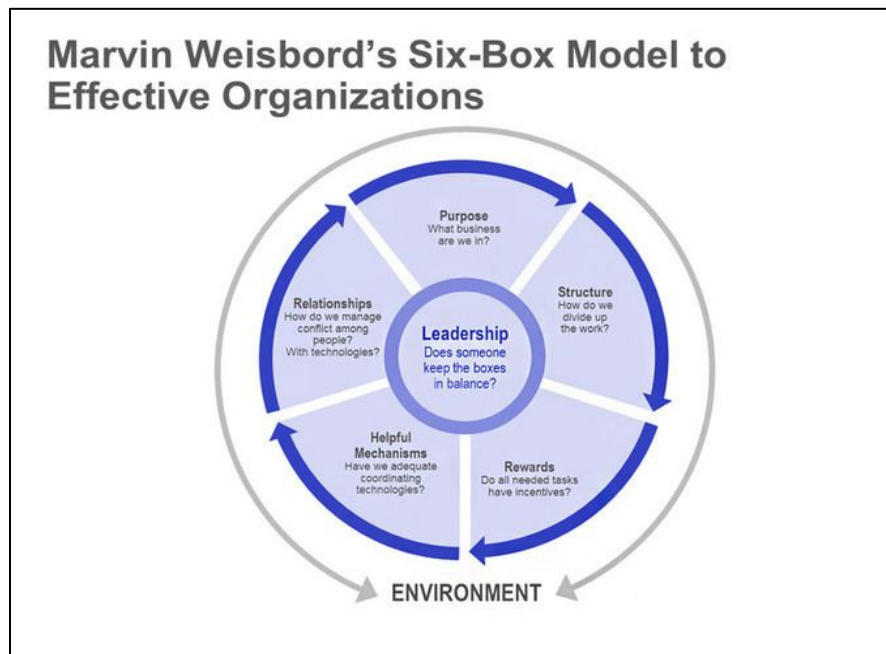 Marvin Weisbord's Six-Box Model to
Effective Organizations
Purpose
What business
are we in?
Structure
How do we
divide up
the work?
Relationships
How do we manage
conflict among
people?
With technologies?
Leadership
Does someone
keep the boxes
in balance?
Helpful
Mechanisms
Have we adequate
coordinating
technologies?
Rewards
Do all needed tasks
have incentives?
ENVIRONMENT